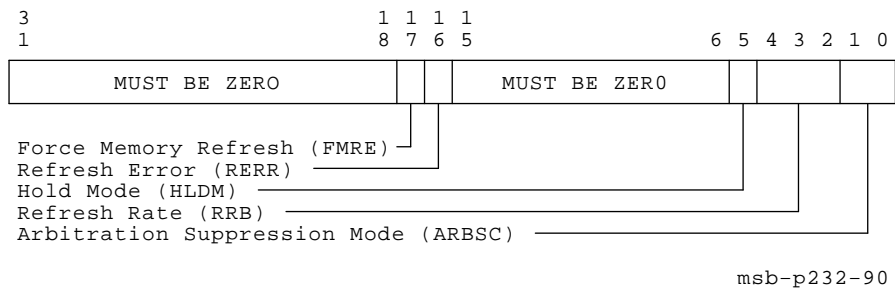 3 1 1 1 1
1 8 7 6 5 6 5 4 3 2 1 0
MUST BE ZERO MUST BE ZER0
Force Memory Refresh (FMRE)
Refresh Error (RERR)
Hold Mode (HLDM)
Refresh Rate (RRB)
Arbitration Suppression Mode (ARBSC)
msb-p232-90